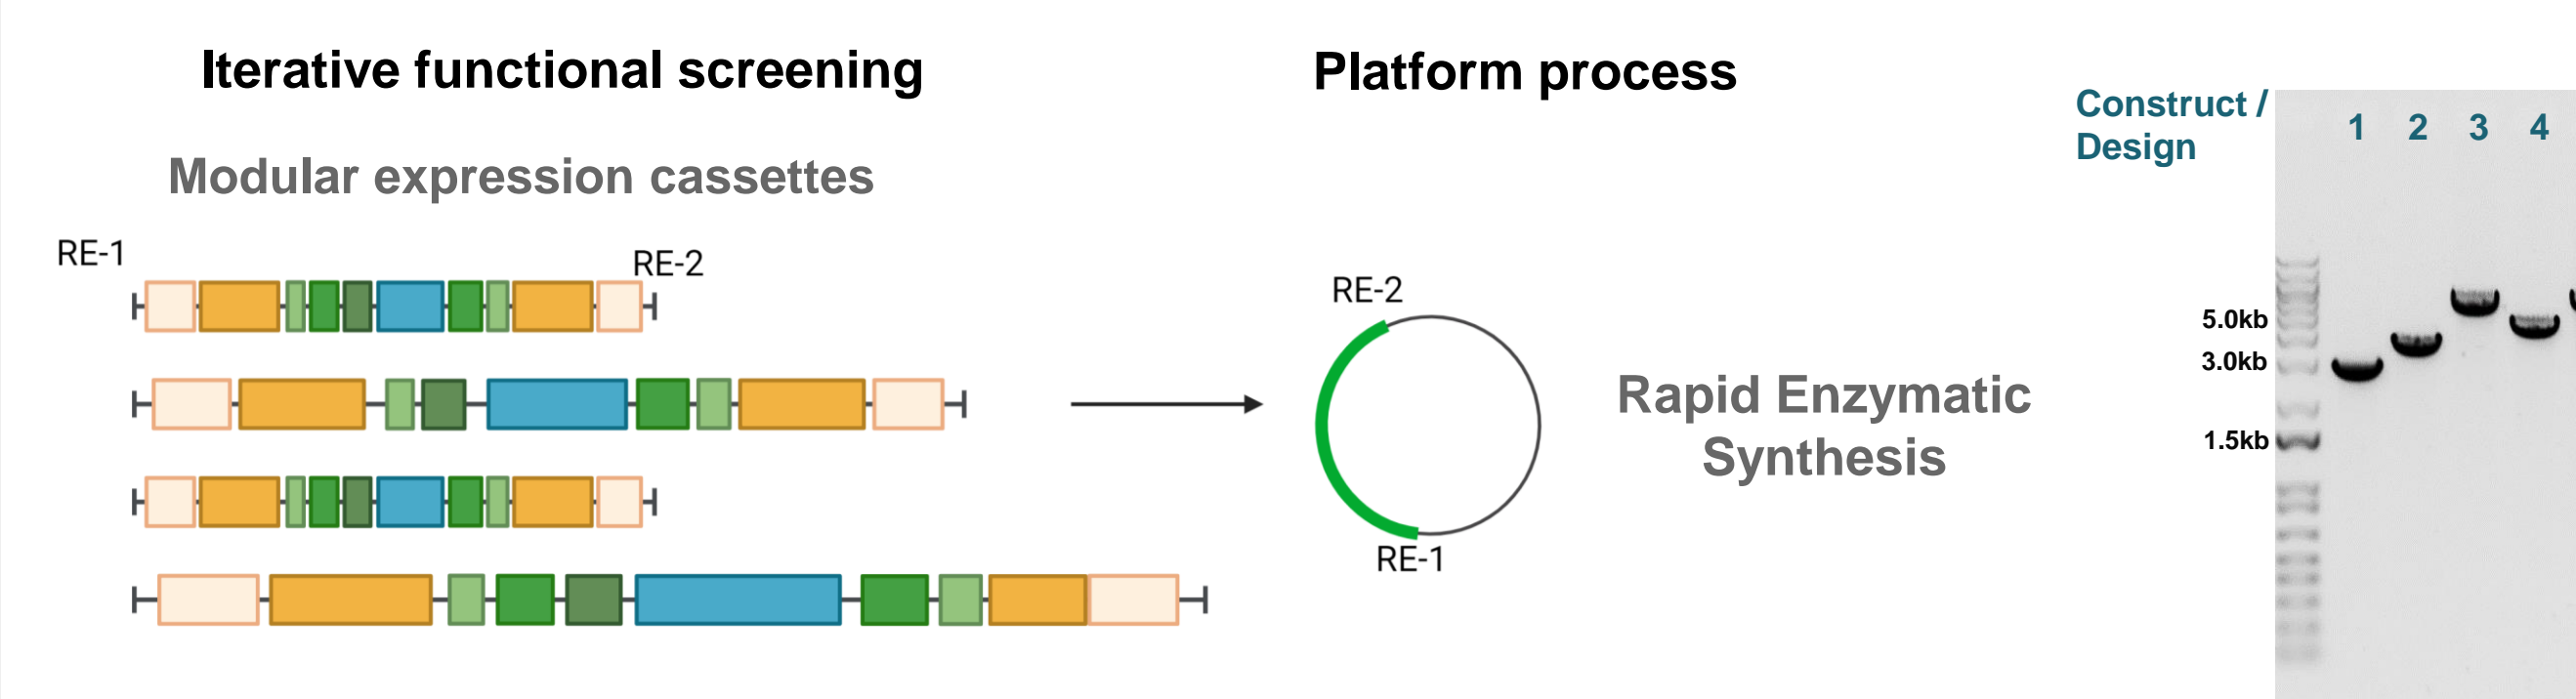 Iterative functional screening
Modular expression cassettes
RE-1
RE-2
Platform process
RE-2
RE-1
Rapid Enzymatic
Synthesis
Construct /
Design
1 2 3 4
5.0kb
3.0kb
1.5kb